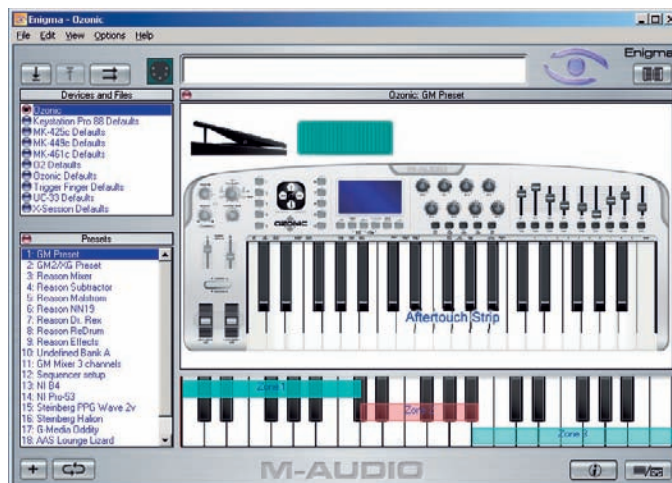 Enigma - Ozonic
File Edit View Options Help
Enigma
Devices and Files
Ozonic
Keystation Pro 88 Defaults
MK-425c Defaults
MK-449c Defaults
MK-461c Defaults
O2 Defaults
Ozonic Defaults
Trigger Finger Defaults
UC-33 Defaults
X-Session Defaults
Presets
1: GM Preset
2: GM2/XG Preset
3: Reason Mixer
4: Reason Subtractor
5: Reason Malstrom
6: Reason NN19
7: Reason Dr. Rex
8: Reason ReDrum
9: Reason Effects
10: Undefined Bank A
11: GM Mixer 3 channels
12: Sequencer setup
13: NI B4
14: NI Pro-53
15: Steinberg PPG Wave 2v
16: Steinberg Halion
17: G-Media Oddity
18: AAS Lounge Lizard
Ozonic: GM Preset
M-AUDIO
OZONIC
Aftertouch Strip
Zone 1
Zone 3
M-AUDIO